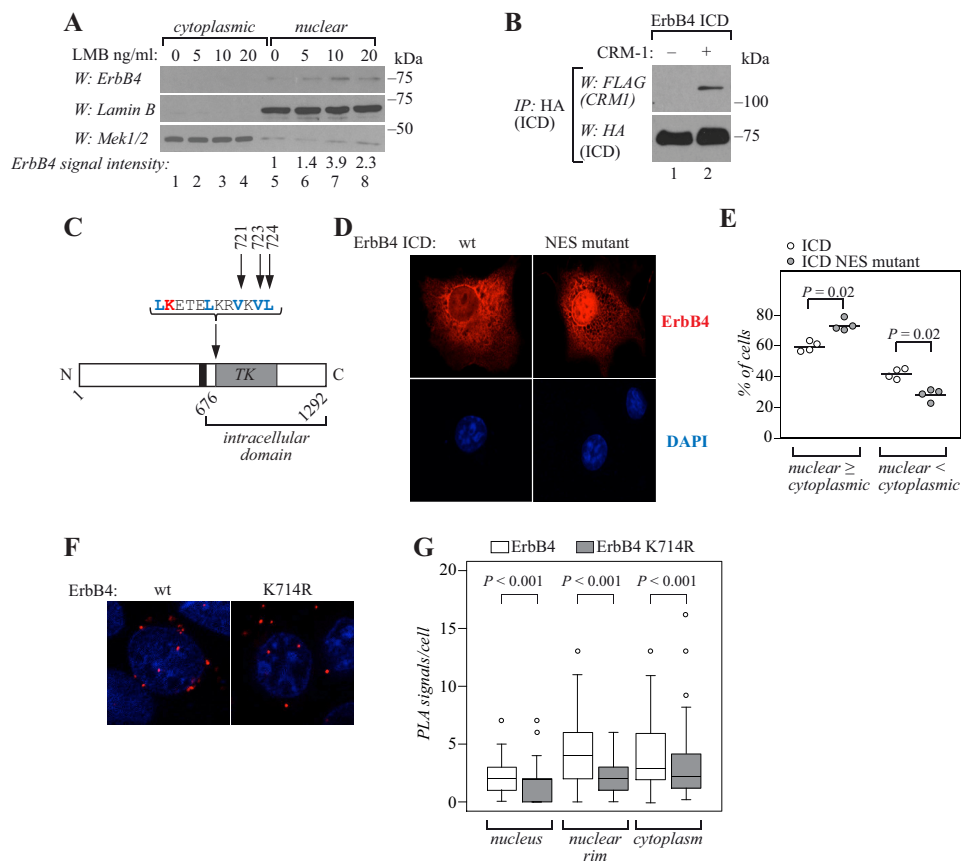 A
cytoplasmic nuclear
LMB ng/ml: 0 5 10 20 0 5 10 20 kDa
W: ErbB4 –75
W: Lamin B –75
W: Mek1/2 –50
ErbB4 signal intensity: 1 1.4 3.9 2.3
1 2 3 4 5 6 7 8
B
ErbB4 ICD
CRM-1: – + kDa
IP: HA (ICD)
W: FLAG (CRM1) –100
W: HA (ICD) –75
1 2
C
721 723 724
LKETELKRVKVL
N TK C
1 676 1292
intracellular
domain
D
ErbB4 ICD: wt NES mutant
ErbB4
DAPI
E
ICD
ICD NES mutant
P = 0.02
P = 0.02
% of cells
80
60
40
20
0
nuclear ≥ cytoplasmic
nuclear < cytoplasmic
F
ErbB4: wt K714R
G
ErbB4 ErbB4 K714R
P < 0.001 P < 0.001 P < 0.001
PLA signals/cell
20
15
10
5
0
nucleus nuclear rim cytoplasm